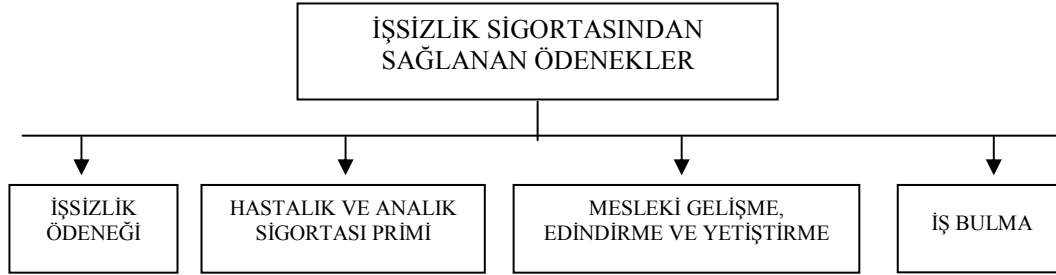 İŞSİZLİK SİGORTASINDAN
SAĞLANAN ÖDENEKLER
İŞSİZLİK
ÖDENEĞİ
HASTALIK VE ANALIK
SİGORTASI PRİMİ
MESLEKİ GELİŞME,
EDİNDİRME VE YETİŞTİRME
İŞ BULMA